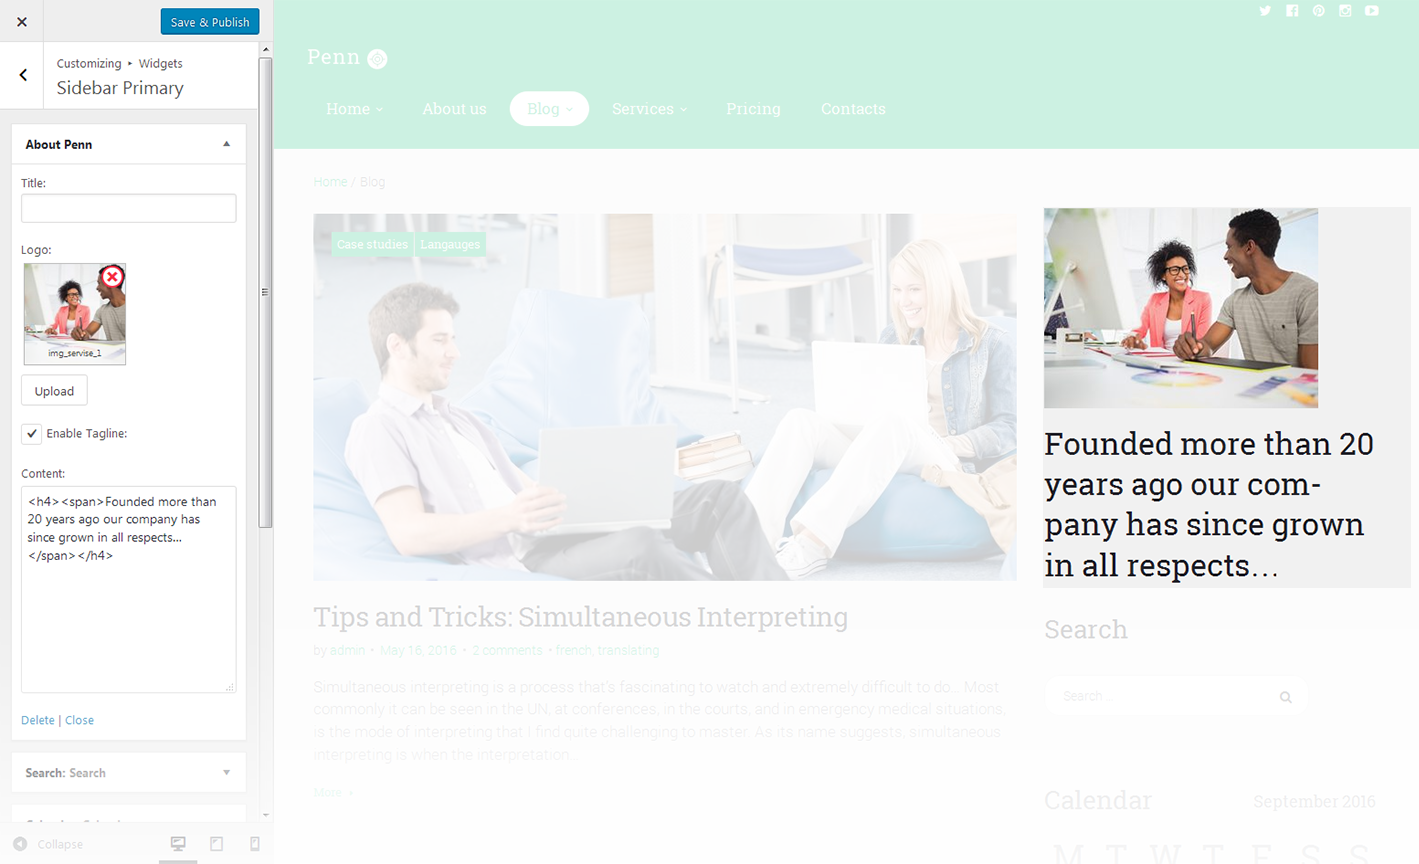 Save & Publish
Customizing ▸ Widgets
Sidebar Primary
About Penn
Title:
Logo:
img_servise_1
Upload
Enable Tagline:
Content:
<h4><span>Founded more than
20 years ago our company has
since grown in all respects...
</span></h4>
Delete | Close
Search: Search
Collapse
Penn
Home
About us
Blog
Services
Pricing
Contacts
Home / Blog
Case studies
Langauges
Tips and Tricks: Simultaneous Interpreting
by admin • May 16, 2016 • 2 comments • french, translating
Simultaneous interpreting is a process that's fascinating to watch and extremely difficult to do... Most
commonly it can be seen in the UN, at conferences, in the courts, and in emergency medical situations,
is the mode of interpreting that I find quite challenging to master. As its name suggests, simultaneous
interpreting is when the interpretation...
More
Founded more than 20
years ago our com-
pany has since grown
in all respects…
Search
Search...
Calendar
September 2016
M T W T F S S